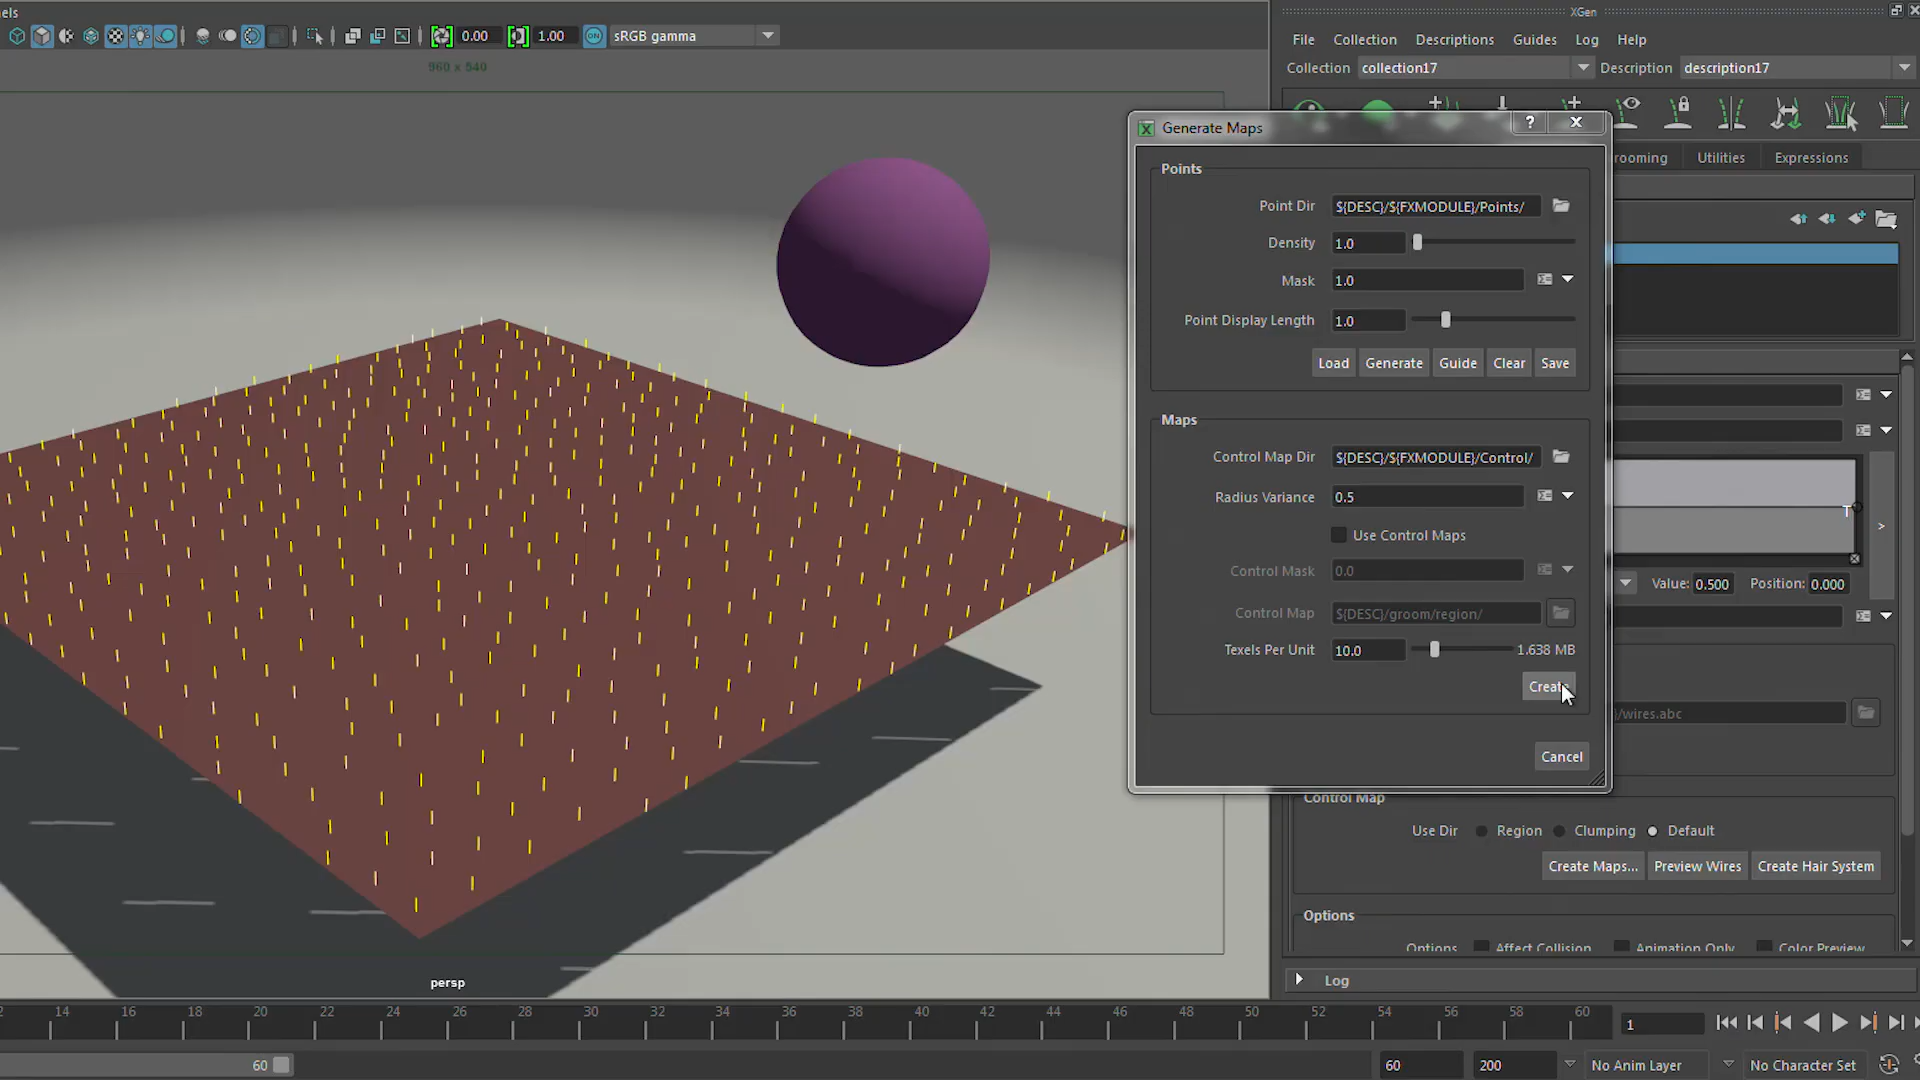 els
XGen
0.00
1.00
ON
sRGB gamma
File Collection Descriptions Guides Log Help
960 x 540
Collection collection17 Description description17
Generate Maps
?
rooming Utilities Expressions
Points
Point Dir ${DESC}/${FXMODULE}/Points/
Density 1.0
Mask 1.0
Point Display Length 1.0
Load Generate Guide Clear Save
Maps
Control Map Dir ${DESC}/${FXMODULE}/Control/
Radius Variance 0.5
T
>
Use Control Maps
Control Mask 0.0
Value: 0.500 Position: 0.000
Control Map ${DESC}/groom/region/
Texels Per Unit 10.0 1.638 MB
Create
}/wires.abc
Cancel
Control Map
Use Dir Region Clumping Default
Create Maps... Preview Wires Create Hair System
Options
Options Affect Collision Animation Only Color Preview
persp
Log
2 14 16 18 20 22 24 26 28 30 32 34 36 38 40 42 44 46 48 50 52 54 56 58 60
1
60
60
200
No Anim Layer
No Character Set